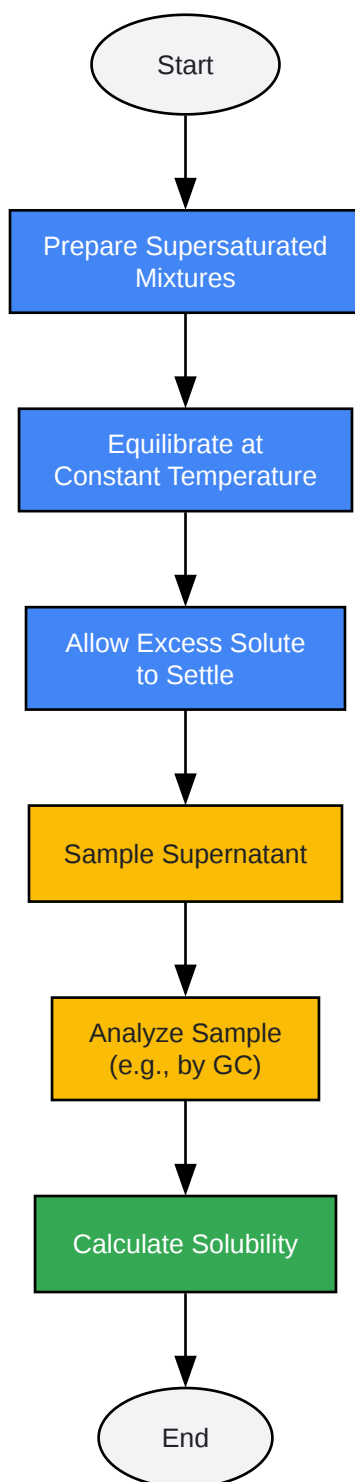 Start
Prepare Supersaturated
Mixtures
Equilibrate at
Constant Temperature
Allow Excess Solute
to Settle
Sample Supernatant
Analyze Sample
(e.g., by GC)
Calculate Solubility
End